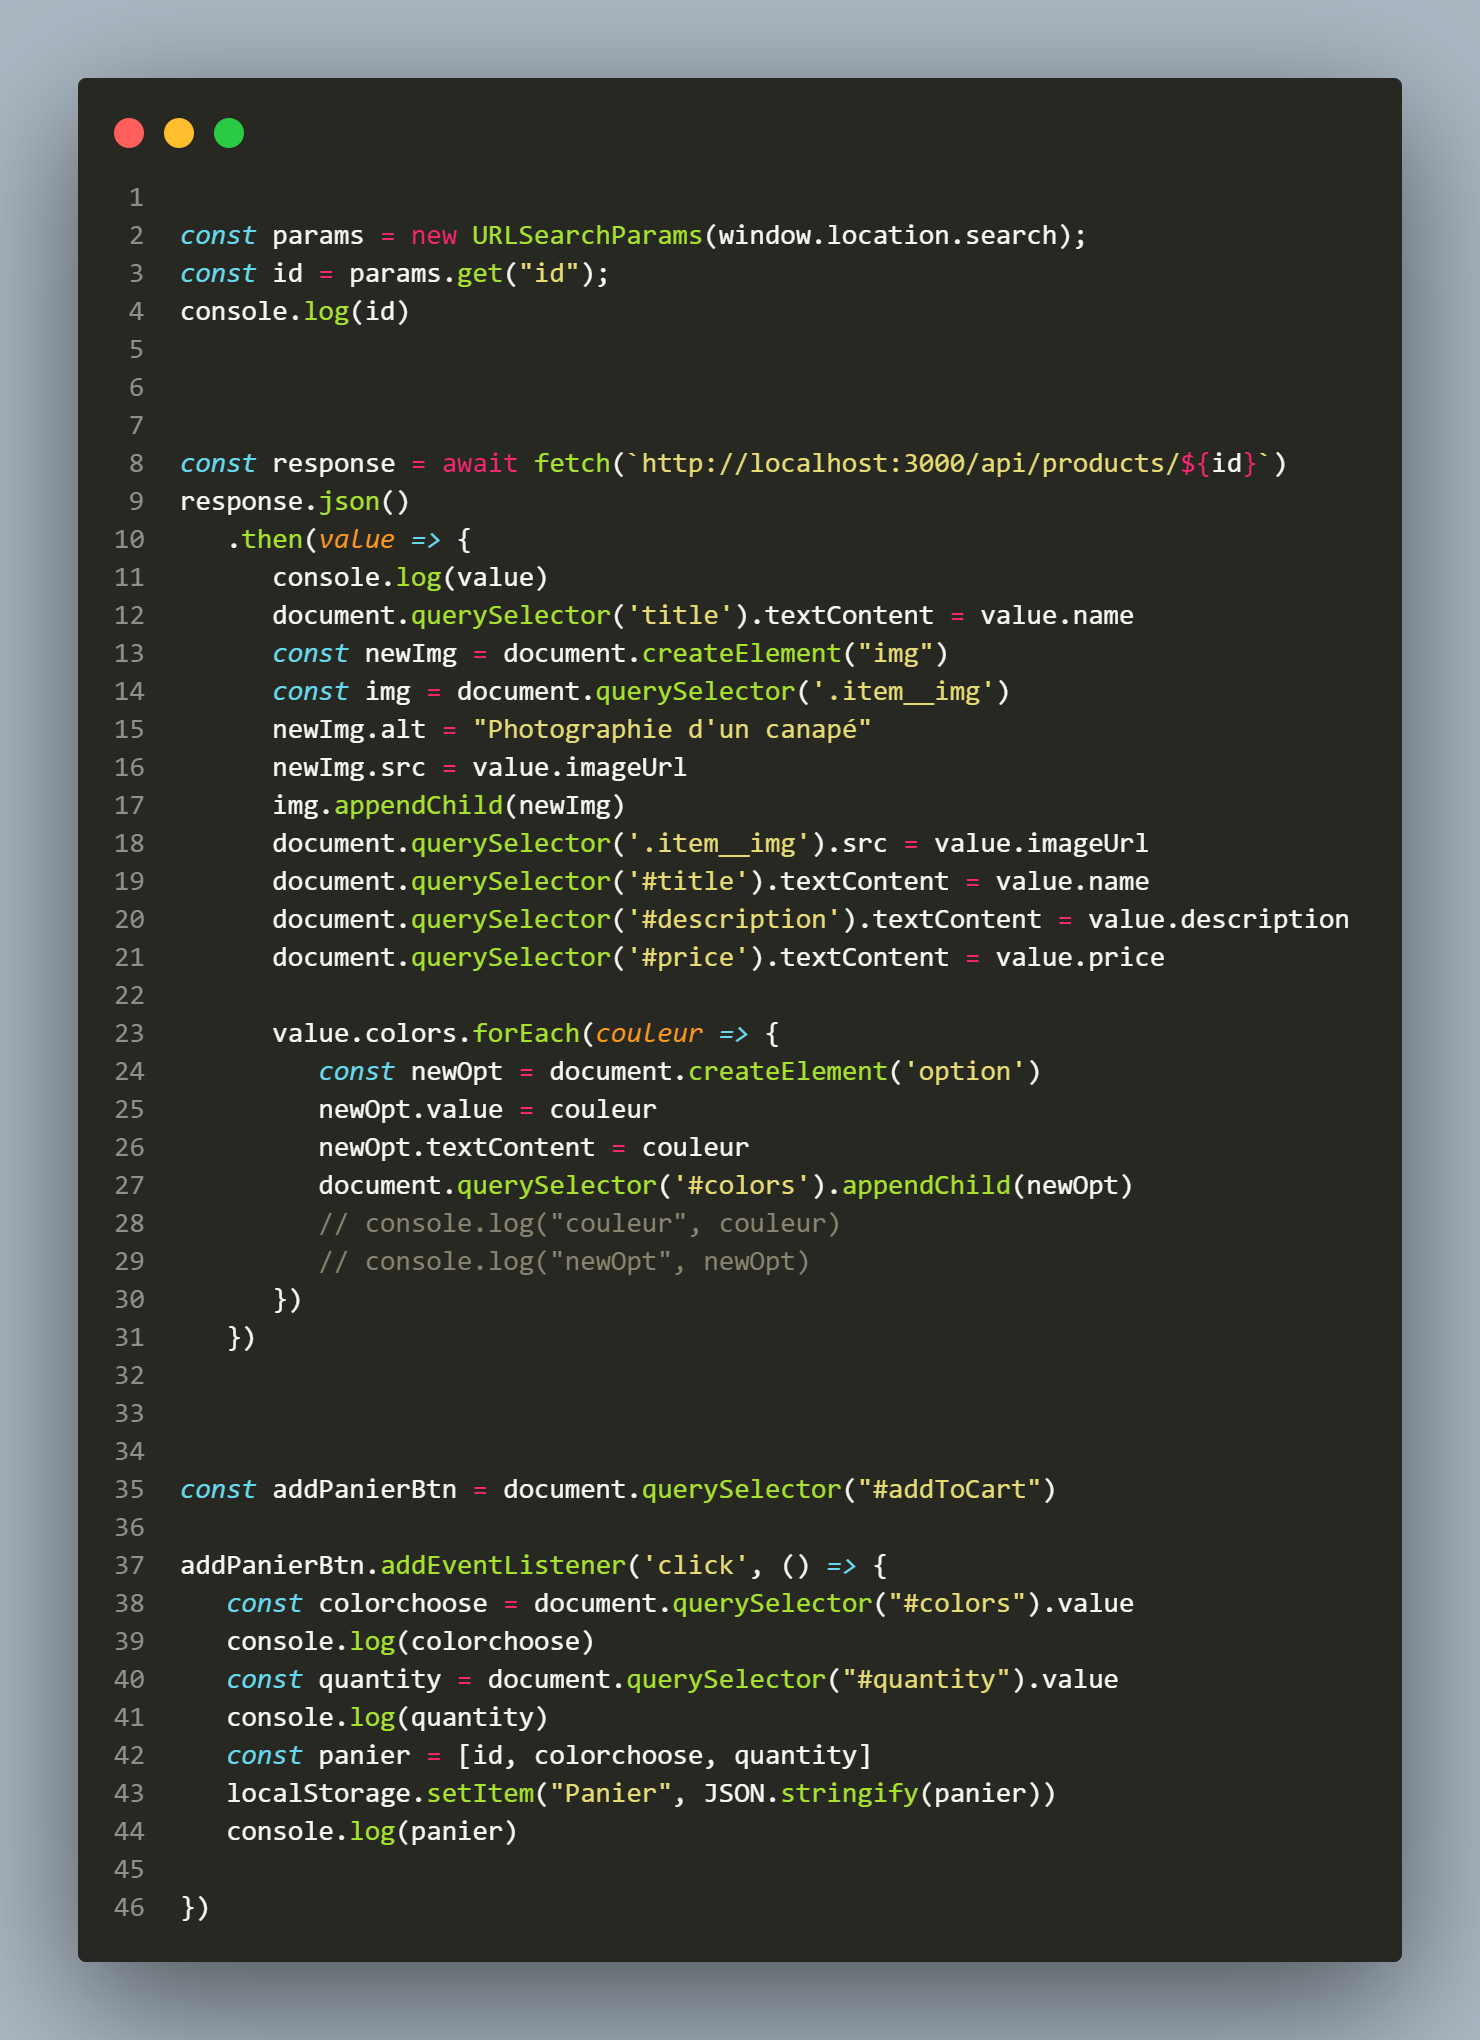 1
2 const params = new URLSearchParams(window.location.search);
3 const id = params.get("id");
4 console.log(id)
5
6
7
8 const response = await fetch(`http://localhost:3000/api/products/${id}`)
9 response.json()
10    .then(value => {
11       console.log(value)
12       document.querySelector('title').textContent = value.name
13       const newImg = document.createElement("img")
14       const img = document.querySelector('.item__img')
15       newImg.alt = "Photographie d'un canapé"
16       newImg.src = value.imageUrl
17       img.appendChild(newImg)
18       document.querySelector('.item__img').src = value.imageUrl
19       document.querySelector('#title').textContent = value.name
20       document.querySelector('#description').textContent = value.description
21       document.querySelector('#price').textContent = value.price
22
23       value.colors.forEach(couleur => {
24          const newOpt = document.createElement('option')
25          newOpt.value = couleur
26          newOpt.textContent = couleur
27          document.querySelector('#colors').appendChild(newOpt)
28          // console.log("couleur", couleur)
29          // console.log("newOpt", newOpt)
30       })
31    })
32
33
34
35 const addPanierBtn = document.querySelector("#addToCart")
36
37 addPanierBtn.addEventListener('click', () => {
38    const colorchoose = document.querySelector("#colors").value
39    console.log(colorchoose)
40    const quantity = document.querySelector("#quantity").value
41    console.log(quantity)
42    const panier = [id, colorchoose, quantity]
43    localStorage.setItem("Panier", JSON.stringify(panier))
44    console.log(panier)
45
46 })